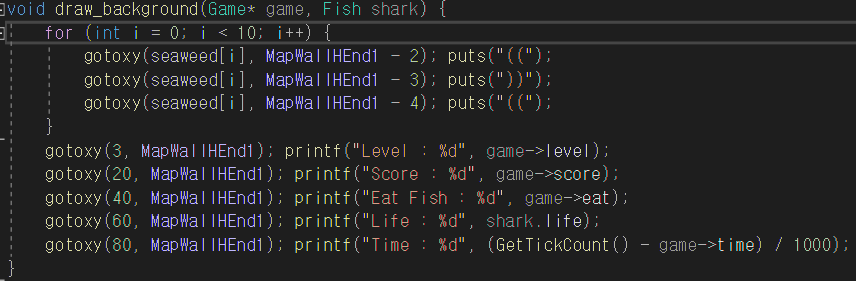 void draw_background(Game* game, Fish shark) {
for (int i = 0; i < 10; i++) {
gotoxy(seaweed[i], MapWallHEnd1 - 2); puts("((");
gotoxy(seaweed[i], MapWallHEnd1 - 3); puts("))");
gotoxy(seaweed[i], MapWallHEnd1 - 4); puts("((");
}
gotoxy(3, MapWallHEnd1); printf("Level : %d", game->level);
gotoxy(20, MapWallHEnd1); printf("Score : %d", game->score);
gotoxy(40, MapWallHEnd1); printf("Eat Fish : %d", game->eat);
gotoxy(60, MapWallHEnd1); printf("Life : %d", shark.life);
gotoxy(80, MapWallHEnd1); printf("Time : %d", (GetTickCount() - game->time) / 1000);
}